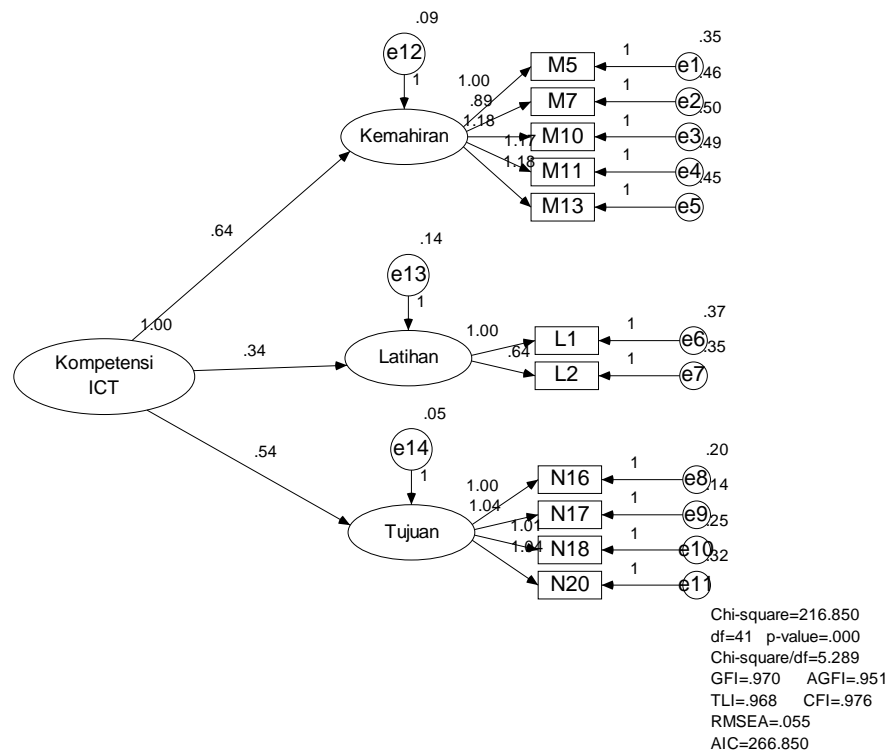 .09
e12
1
.35
M5
1
e1
1.00
.46
M7
1
e2
.89
.50
Kemahiran
M10
1
e3
1.18
.49
M11
1
e4
1.17
.45
M13
1
e5
1.18
.64
.14
e13
1
.37
L1
1
e6
1.00
.35
Latihan
L2
1
e7
.64
1.00
Kompetensi
ICT
.34
.54
.05
e14
1
.20
N16
1
e8
1.00
.14
N17
1
e9
1.04
.25
Tujuan
N18
1
e10
1.01
.32
N20
1
e11
1.04
Chi-square=216.850
df=41 p-value=.000
Chi-square/df=5.289
GFI=.970 AGFI=.951
TLI=.968 CFI=.976
RMSEA=.055
AIC=266.850